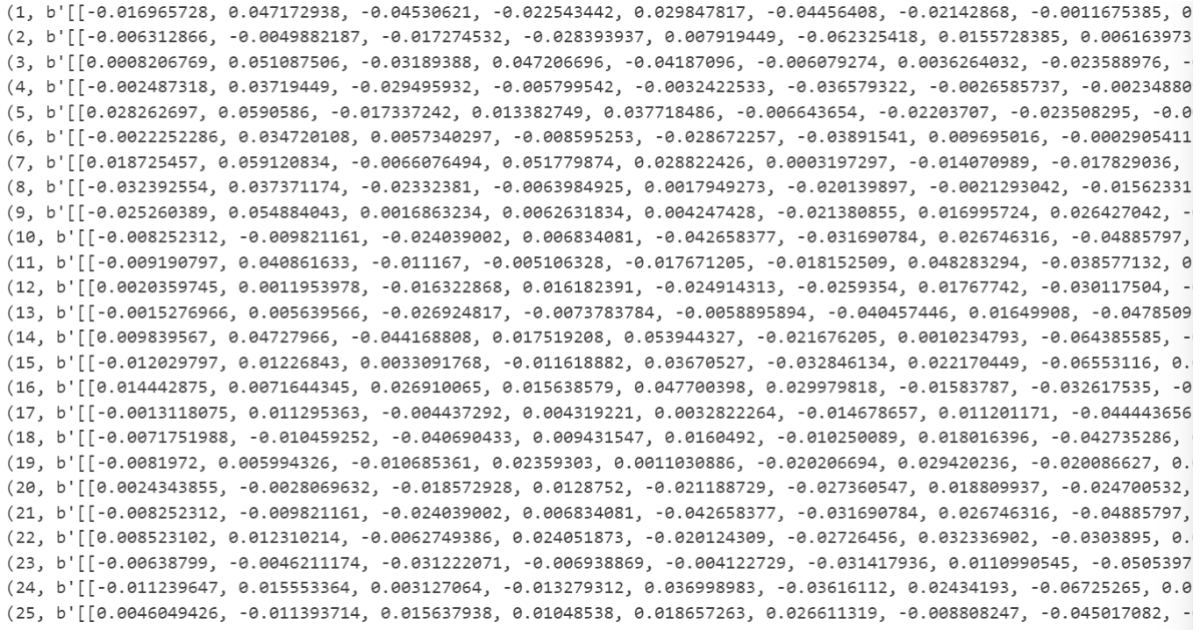 (1, b'[[-0.016965728, 0.047172938, -0.04530621, -0.022543442, 0.029847817, -0.04456408, -0.02142868, -0.0011675385, 0
(2, b'[[-0.006312866, -0.0049882187, -0.017274532, -0.028393937, 0.007919449, -0.062325418, 0.0155728385, 0.006163973
(3, b'[[0.0008206769, 0.051087506, -0.03189388, 0.047206696, -0.04187096, -0.006079274, 0.0036264032, -0.023588976, -
(4, b'[[-0.002487318, 0.03719449, -0.029495932, -0.005799542, -0.0032422533, -0.036579322, -0.0026585737, -0.00234880
(5, b'[[0.028262697, 0.0590586, -0.017337242, 0.013382749, 0.037718486, -0.006643654, -0.02203707, -0.023508295, -0.0
(6, b'[[-0.0022252286, 0.034720108, 0.0057340297, -0.008595253, -0.028672257, -0.03891541, 0.009695016, -0.0002905411
(7, b'[[0.018725457, 0.059120834, -0.0066076494, 0.051779874, 0.028822426, 0.0003197297, -0.014070989, -0.017829036,
(8, b'[[-0.032392554, 0.037371174, -0.02332381, -0.0063984925, 0.0017949273, -0.020139897, -0.0021293042, -0.01562331
(9, b'[[-0.025260389, 0.054884043, 0.0016863234, 0.0062631834, 0.004247428, -0.021380855, 0.016995724, 0.026427042, -
(10, b'[[-0.008252312, -0.009821161, -0.024039002, 0.006834081, -0.042658377, -0.031690784, 0.026746316, -0.04885797,
(11, b'[[-0.009190797, 0.040861633, -0.011167, -0.005106328, -0.017671205, -0.018152509, 0.048283294, -0.038577132, 0
(12, b'[[0.0020359745, 0.0011953978, -0.016322868, 0.016182391, -0.024914313, -0.0259354, 0.01767742, -0.030117504, -
(13, b'[[-0.0015276966, 0.005639566, -0.026924817, -0.0073783784, -0.0058895894, -0.040457446, 0.01649908, -0.0478509
(14, b'[[0.009839567, 0.04727966, -0.044168808, 0.017519208, 0.053944327, -0.021676205, 0.0010234793, -0.064385585, -
(15, b'[[-0.012029797, 0.01226843, 0.0033091768, -0.011618882, 0.03670527, -0.032846134, 0.022170449, -0.06553116, 0.
(16, b'[[0.014442875, 0.0071644345, 0.026910065, 0.015638579, 0.047700398, 0.029979818, -0.01583787, -0.032617535, -0
(17, b'[[-0.0013118075, 0.011295363, -0.004437292, 0.004319221, 0.0032822264, -0.014678657, 0.011201171, -0.044443656
(18, b'[[-0.0071751988, -0.010459252, -0.040690433, 0.009431547, 0.0160492, -0.010250089, 0.018016396, -0.042735286,
(19, b'[[-0.0081972, 0.005994326, -0.010685361, 0.02359303, 0.0011030886, -0.020206694, 0.029420236, -0.020086627, 0.
(20, b'[[0.0024343855, -0.0028069632, -0.018572928, 0.0128752, -0.021188729, -0.027360547, 0.018809937, -0.024700532,
(21, b'[[-0.008252312, -0.009821161, -0.024039002, 0.006834081, -0.042658377, -0.031690784, 0.026746316, -0.04885797,
(22, b'[[0.008523102, 0.012310214, -0.0062749386, 0.024051873, -0.020124309, -0.02726456, 0.032336902, -0.0303895, 0.
(23, b'[[-0.00638799, -0.0046211174, -0.031222071, -0.006938869, -0.004122729, -0.031417936, 0.0110990545, -0.0505397
(24, b'[[-0.011239647, 0.015553364, 0.003127064, -0.013279312, 0.036998983, -0.03616112, 0.02434193, -0.06725265, 0.0
(25, b'[[0.0046049426, -0.011393714, 0.015637938, 0.01048538, 0.018657263, 0.026611319, -0.008808247, -0.045017082, -